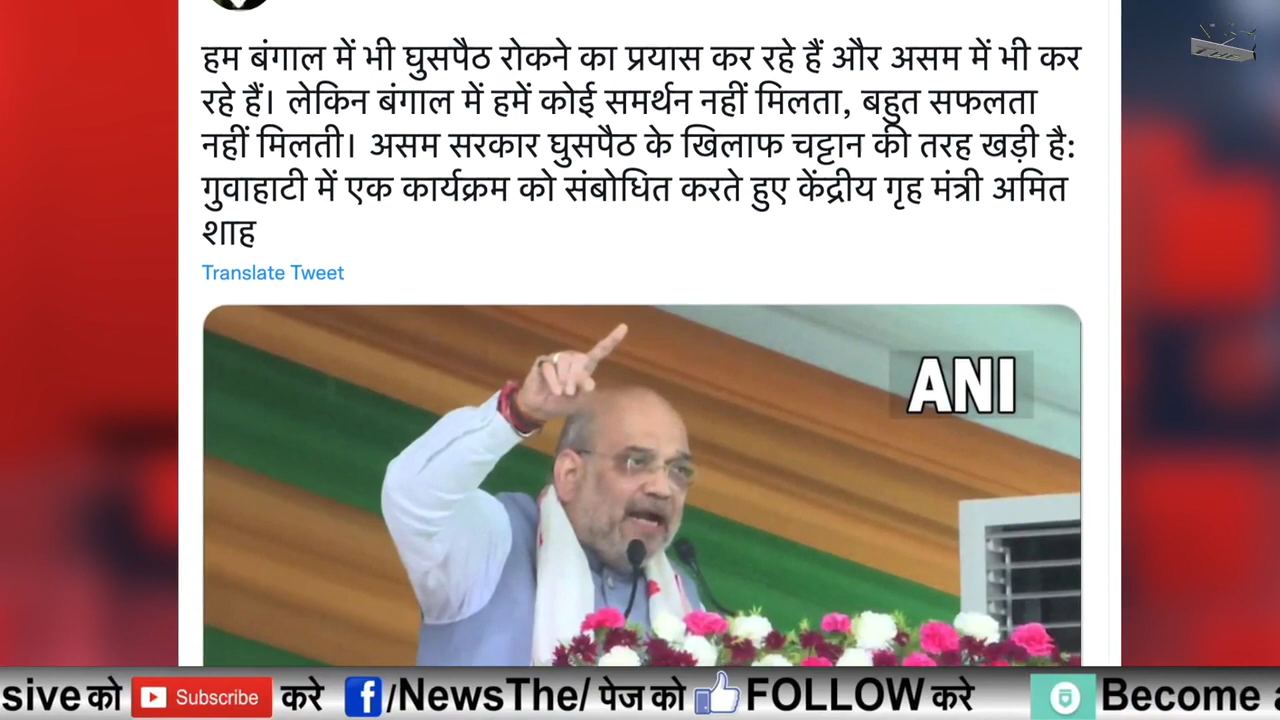 हम बंगाल में भी घुसपैठ रोकने का प्रयास कर रहे हैं और असम में भी कर
रहे हैं। लेकिन बंगाल में हमें कोई समर्थन नहीं मिलता, बहुत सफलता
नहीं मिलती। असम सरकार घुसपैठ के खिलाफ चट्टान की तरह खड़ी है:
गुवाहाटी में एक कार्यक्रम को संबोधित करते हुए केंद्रीय गृह मंत्री अमित
शाह
Translate Tweet
ANI
sive को Subscribe करे f/NewsThe/ पेज को FOLLOW करे Become